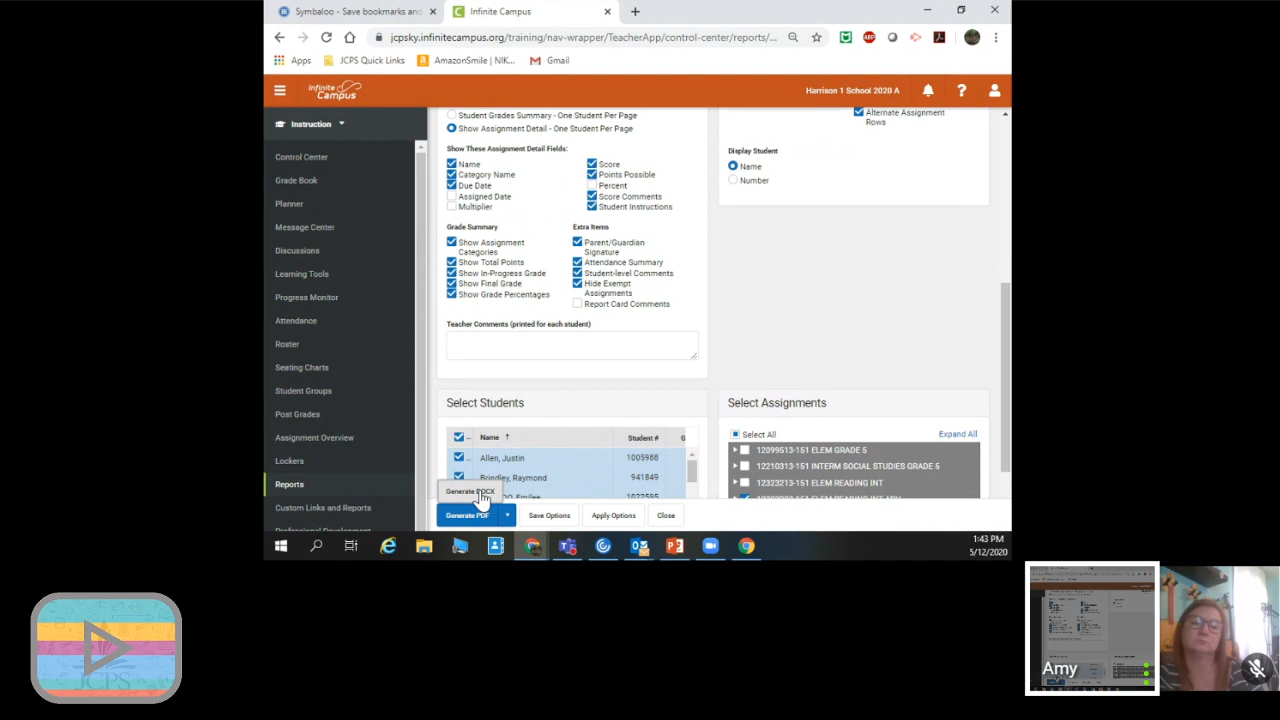 Symbaloo - Save bookmarks and
Infinite Campus
jcpsky.infinitecampus.org/training/nav-wrapper/TeacherApp/control-center/reports/...
Apps
JCPS Quick Links
AmazonSmile | NIK...
Gmail
Infinite Campus
Harrison 1 School 2020 A
Instruction
Control Center
Grade Book
Planner
Message Center
Discussions
Learning Tools
Progress Monitor
Attendance
Roster
Seating Charts
Student Groups
Post Grades
Assignment Overview
Lockers
Reports
Custom Links and Reports
Professional Development
Student Grades Summary - One Student Per Page
Show Assignment Detail - One Student Per Page
Show These Assignment Detail Fields:
Name
Category Name
Due Date
Assigned Date
Multiplier
Score
Points Possible
Percent
Score Comments
Student Instructions
Grade Summary
Show Assignment
Categories
Show Total Points
Show In-Progress Grade
Show Final Grade
Show Grade Percentages
Extra Items
Parent/Guardian
Signature
Attendance Summary
Student-level Comments
Hide Exempt
Assignments
Report Card Comments
Teacher Comments (printed for each student)
Alternate Assignment
Rows
Display Student
Name
Number
Select Students
... Name ↑ Student # G
... Allen, Justin 1005988
Brindley, Raymond 941849
Emilee 1022595
Generate DOCX
Generate PDF
Save Options
Apply Options
Close
Select Assignments
Select All
Expand All
12099513-151 ELEM GRADE 5
12210313-151 INTERM SOCIAL STUDIES GRADE 5
12323213-151 ELEM READING INT
1:43 PM
5/12/2020
JCPS
Amy